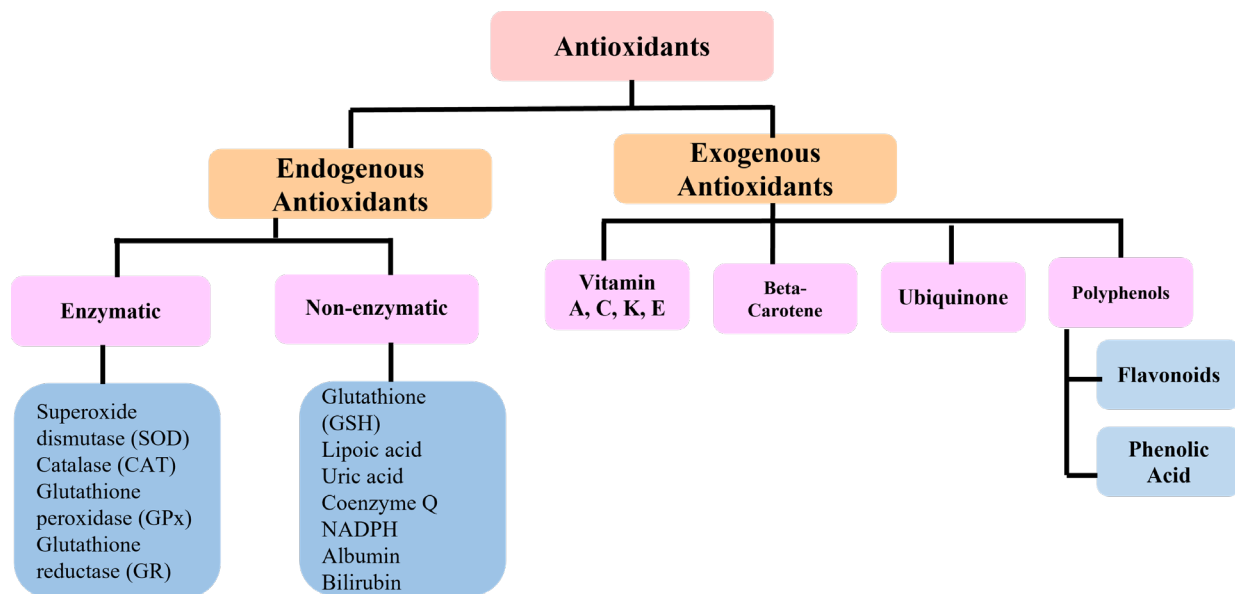 Antioxidants
Endogenous
Antioxidants
Exogenous
Antioxidants
Enzymatic
Non-enzymatic
Vitamin
A, C, K, E
Beta-
Carotene
Ubiquinone
Polyphenols
Superoxide
dismutase (SOD)
Catalase (CAT)
Glutathione
peroxidase (GPx)
Glutathione
reductase (GR)
Glutathione
(GSH)
Lipoic acid
Uric acid
Coenzyme Q
NADPH
Albumin
Bilirubin
Flavonoids
Phenolic
Acid